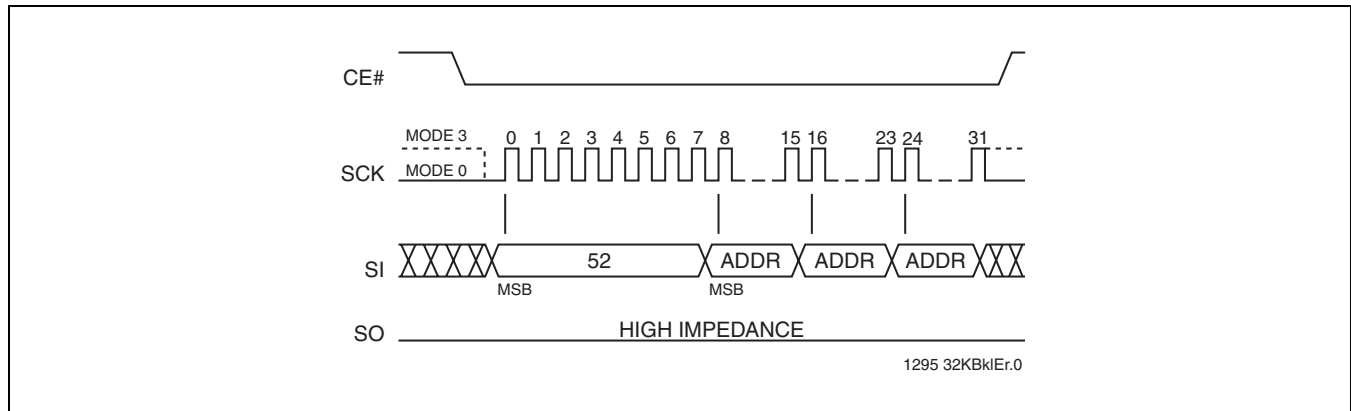 CE#
MODE 3
0 1 2 3 4 5 6 7 8 15 16 23 24 31
SCK MODE 0
SI 52 ADDR ADDR ADDR
MSB MSB
SO HIGH IMPEDANCE
1295 32KBklEr.0